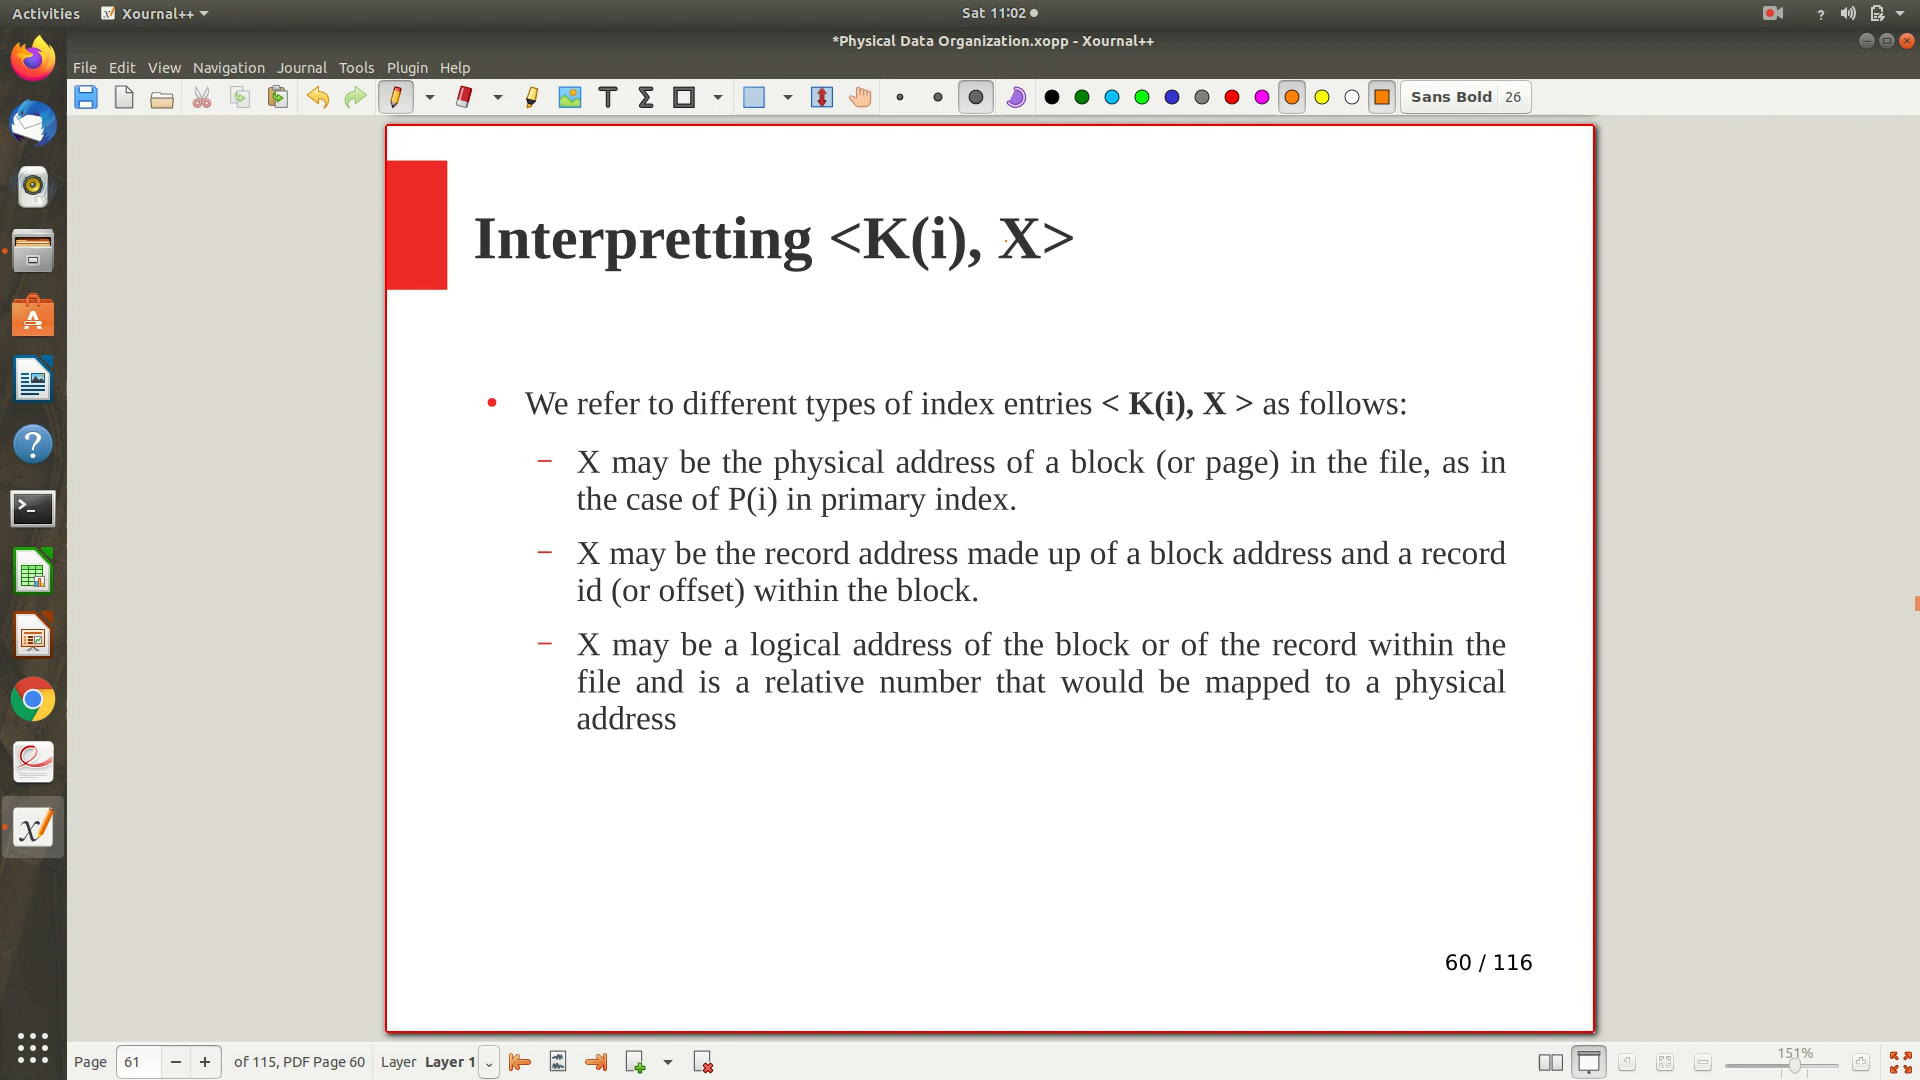 Activities Xournal++ Sat 11:02
*Physical Data Organization.xopp - Xournal++
File Edit View Navigation Journal Tools Plugin Help
Sans Bold 26
Interpretting <K(i), X>
• We refer to different types of index entries < K(i), X > as follows:
– X may be the physical address of a block (or page) in the file, as in
the case of P(i) in primary index.
– X may be the record address made up of a block address and a record
id (or offset) within the block.
– X may be a logical address of the block or of the record within the
file and is a relative number that would be mapped to a physical
address
60 / 116
Page 61 − + of 115, PDF Page 60 Layer Layer 1 151%